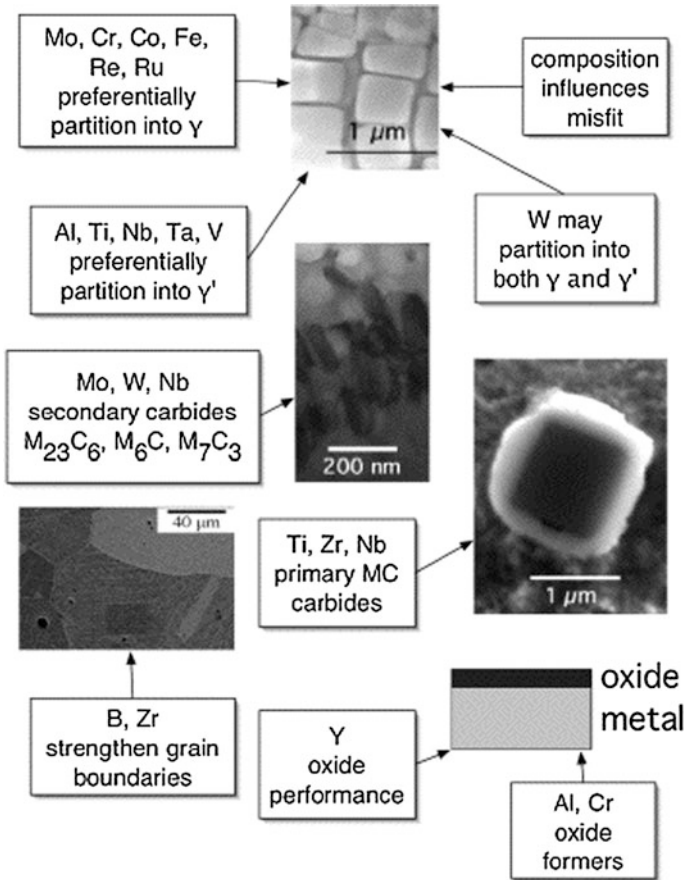 Mo, Cr, Co, Fe,
Re, Ru
preferentially
partition into γ
1 µm
composition
influences
misfit
Al, Ti, Nb, Ta, V
preferentially
partition into γ'
W may
partition into
both γ and γ'
Mo, W, Nb
secondary carbides
M23C6, M6C, M7C3
200 nm
40 µm
Ti, Zr, Nb
primary MC
carbides
1 µm
B, Zr
strengthen grain
boundaries
Y
oxide
performance
oxide
metal
Al, Cr
oxide
formers